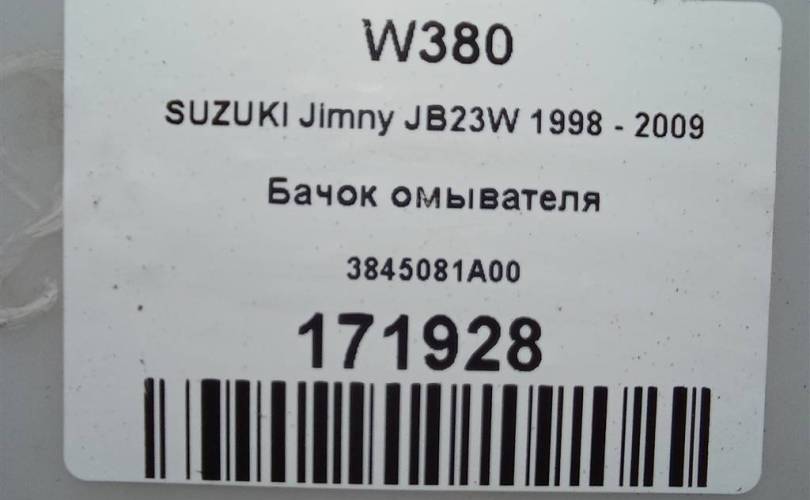 W380
SUZUKI Jimny JB23W 1998 - 2009
Бачок омывателя
3845081A00
171928